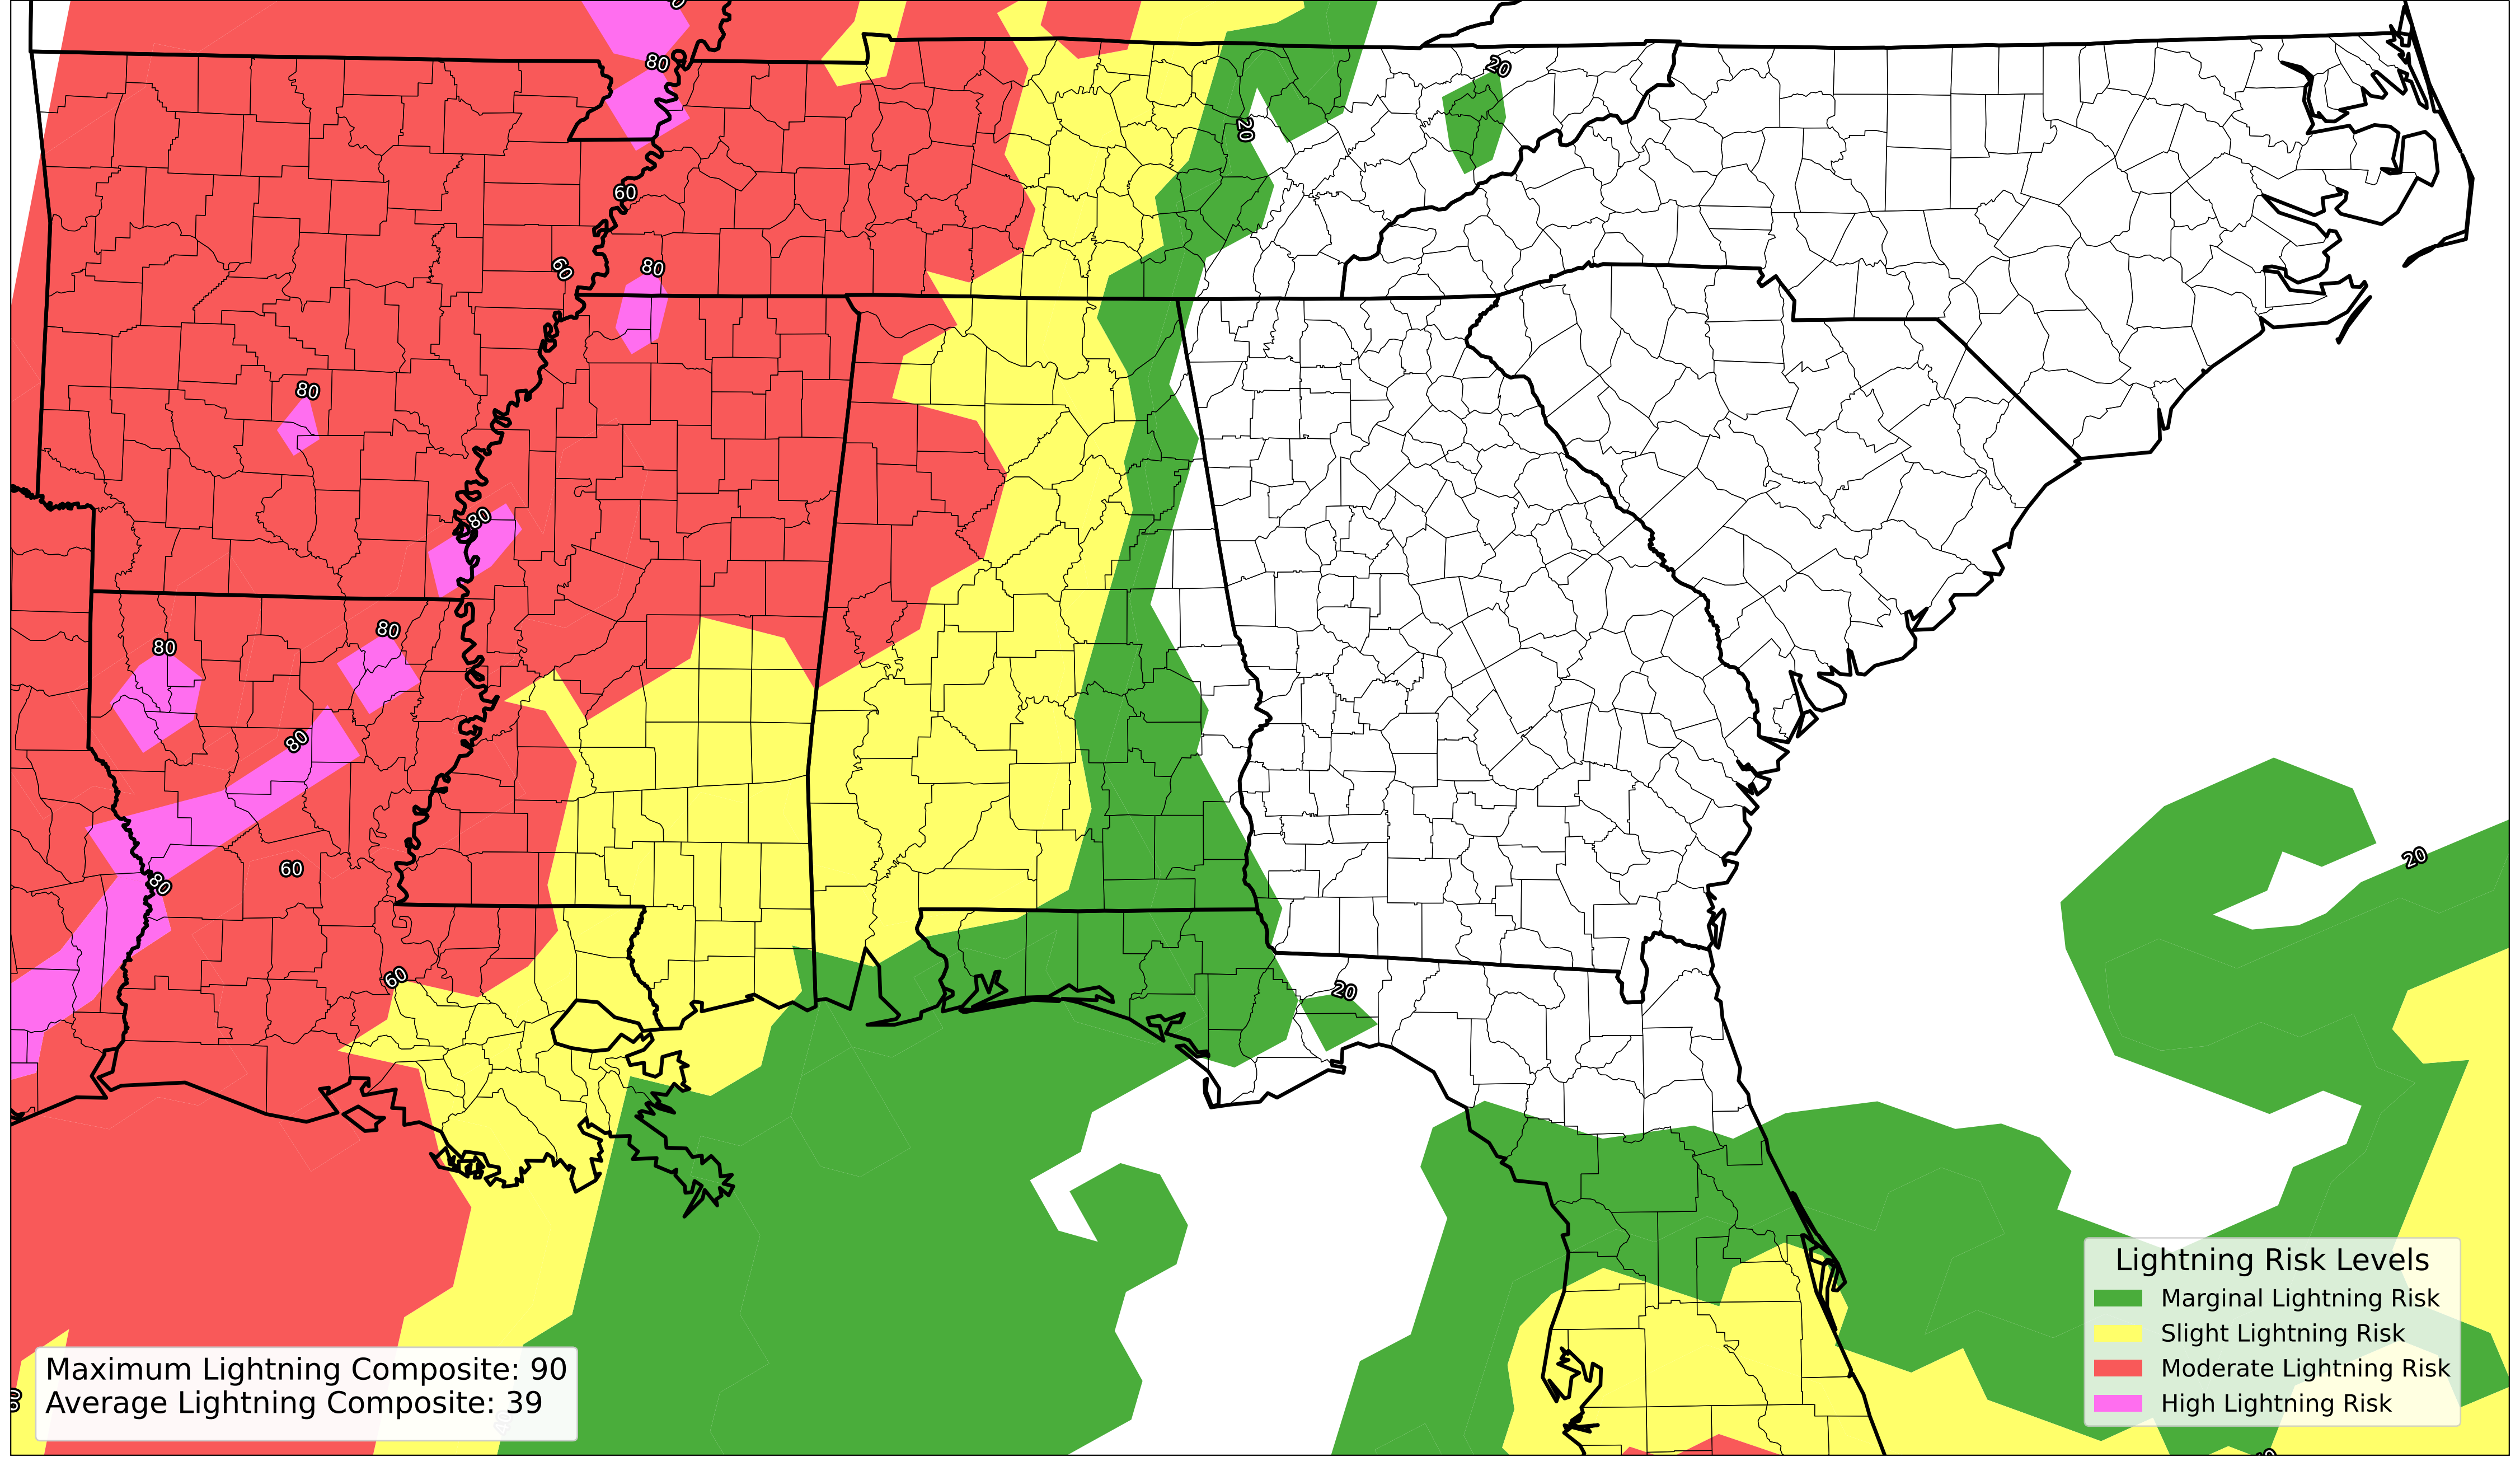 80
20
20
60
60
80
80
80
80
80
80
20
60
80
60
20
Lightning Risk Levels
Marginal Lightning Risk
Slight Lightning Risk
Moderate Lightning Risk
High Lightning Risk
Maximum Lightning Composite: 90
Average Lightning Composite: 39